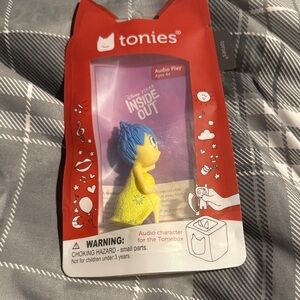 tonies®
Audio Play
Ages 4+
DISNEY·PIXAR
INSIDE
OUT
Audio character
for the Toniebox
WARNING:
CHOKING HAZARD - small parts.
Not for children under 3 years.